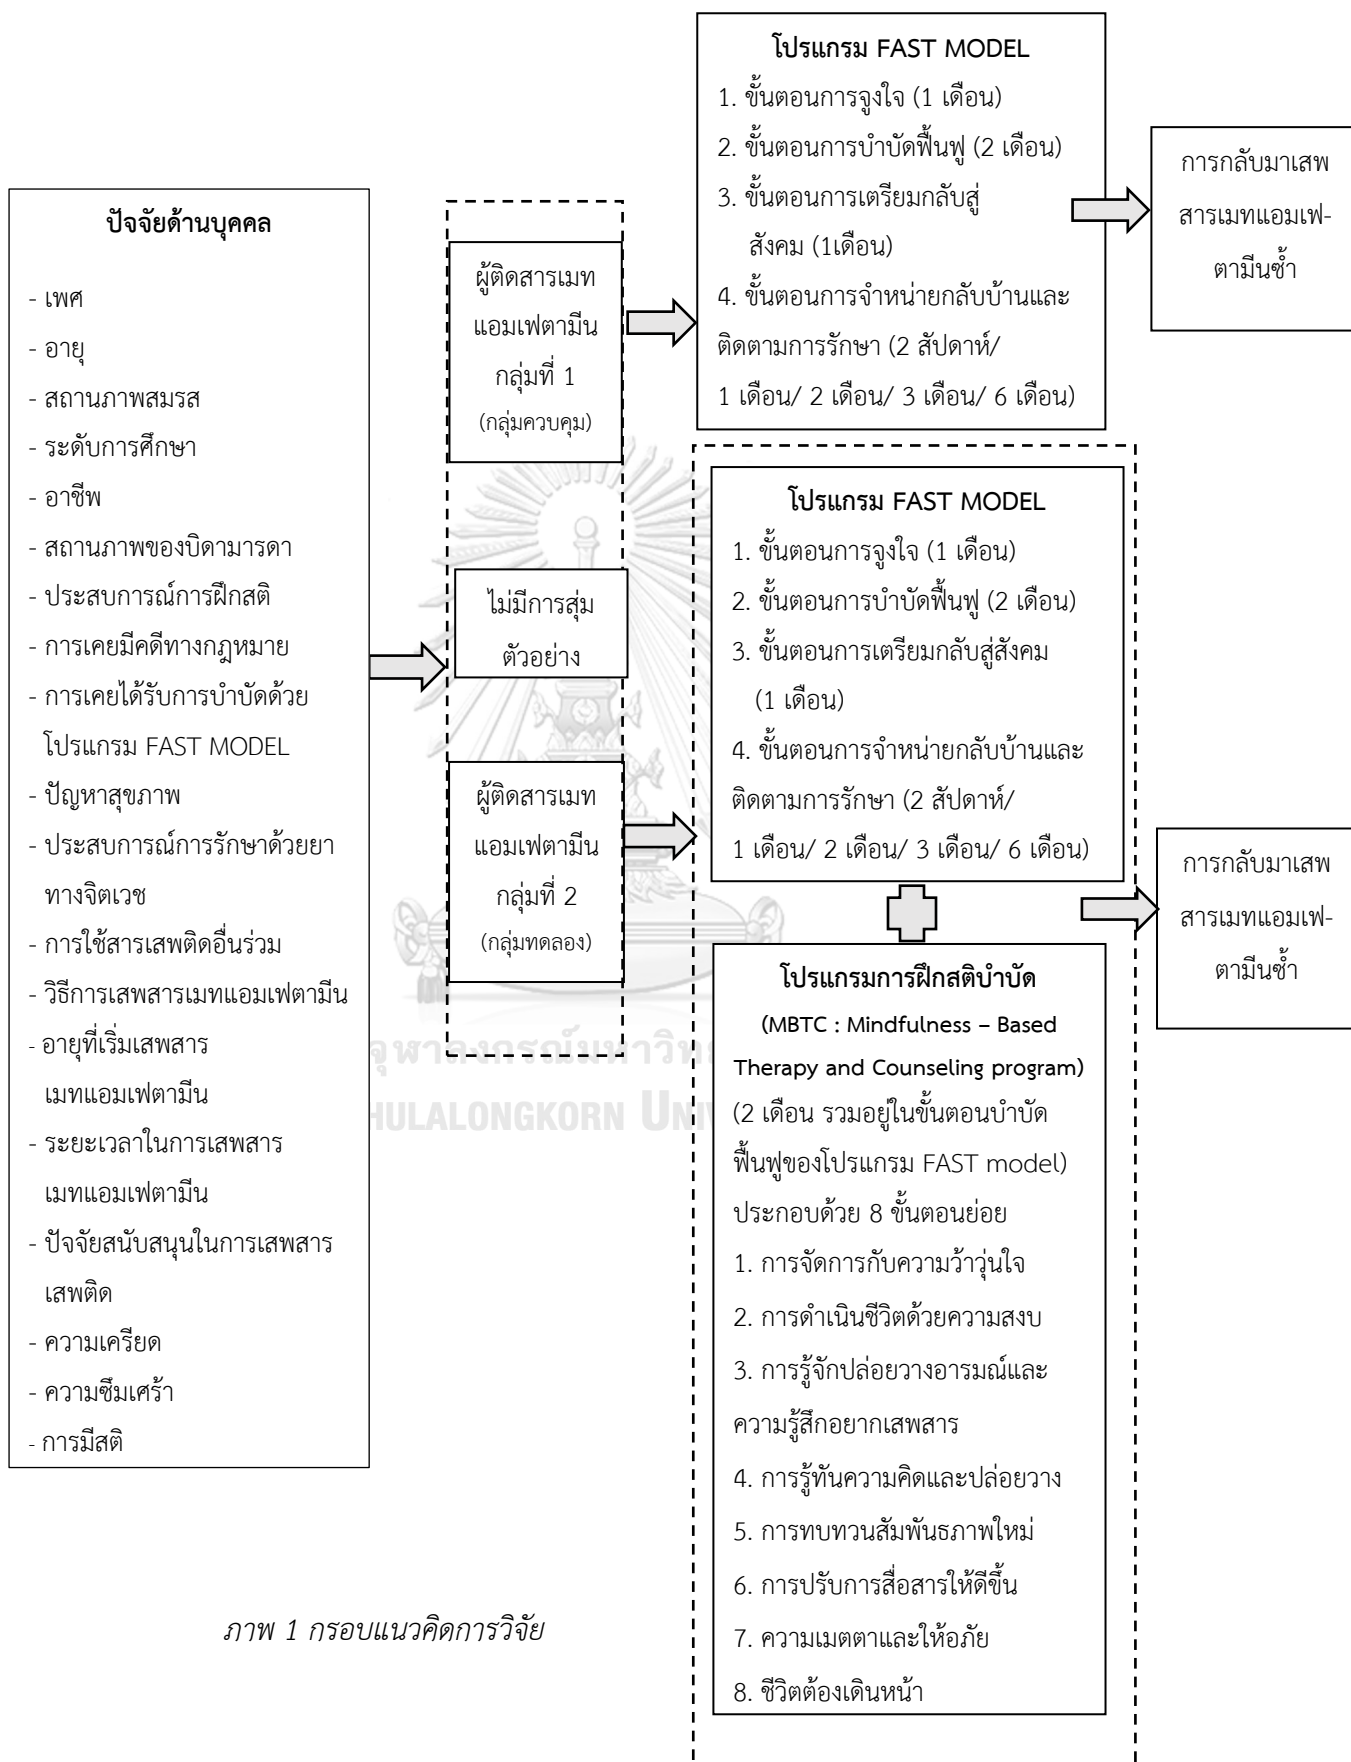 ปัจจัยด้านบุคคล
- เพศ
- อายุ
- สถานภาพสมรส
- ระดับการศึกษา
- อาชีพ
- สถานภาพของบิดามารดา
- ประสบการณ์การฝึกสติ
- การเคยมีคดีทางกฎหมาย
- การเคยได้รับการบำบัดด้วย
โปรแกรม FAST MODEL
- ปัญหาสุขภาพ
- ประสบการณ์การรักษาด้วยยา
ทางจิตเวช
- การใช้สารเสพติดอื่นร่วม
- วิธีการเสพสารเมทแอมเฟตามีน
- อายุที่เริ่มเสพสาร
เมทแอมเฟตามีน
- ระยะเวลาในการเสพสาร
เมทแอมเฟตามีน
- ปัจจัยสนับสนุนในการเสพสาร
เสพติด
- ความเครียด
- ความซึมเศร้า
- การมีสติ
ผู้ติดสารเมท
แอมเฟตามีน
กลุ่มที่ 1
(กลุ่มควบคุม)
ไม่มีการสุ่ม
ตัวอย่าง
ผู้ติดสารเมท
แอมเฟตามีน
กลุ่มที่ 2
(กลุ่มทดลอง)
โปรแกรม FAST MODEL
1. ขั้นตอนการจูงใจ (1 เดือน)
2. ขั้นตอนการบำบัดฟื้นฟู (2 เดือน)
3. ขั้นตอนการเตรียมกลับสู่
สังคม (1เดือน)
4. ขั้นตอนการจำหน่ายกลับบ้านและ
ติดตามการรักษา (2 สัปดาห์/
1 เดือน/ 2 เดือน/ 3 เดือน/ 6 เดือน)
การกลับมาเสพ
สารเมทแอมเฟ-
ตามีนซ้ำ
โปรแกรม FAST MODEL
1. ขั้นตอนการจูงใจ (1 เดือน)
2. ขั้นตอนการบำบัดฟื้นฟู (2 เดือน)
3. ขั้นตอนการเตรียมกลับสู่สังคม
(1 เดือน)
4. ขั้นตอนการจำหน่ายกลับบ้านและ
ติดตามการรักษา (2 สัปดาห์/
1 เดือน/ 2 เดือน/ 3 เดือน/ 6 เดือน)
โปรแกรมการฝึกสติบำบัด
(MBTC : Mindfulness – Based
Therapy and Counseling program)
(2 เดือน รวมอยู่ในขั้นตอนบำบัด
ฟื้นฟูของโปรแกรม FAST model)
ประกอบด้วย 8 ขั้นตอนย่อย
1. การจัดการกับความว้าวุ่นใจ
2. การดำเนินชีวิตด้วยความสงบ
3. การรู้จักปล่อยวางอารมณ์และ
ความรู้สึกอยากเสพสาร
4. การรู้ทันความคิดและปล่อยวาง
5. การทบทวนสัมพันธภาพใหม่
6. การปรับการสื่อสารให้ดีขึ้น
7. ความเมตตาและให้อภัย
8. ชีวิตต้องเดินหน้า
การกลับมาเสพ
สารเมทแอมเฟ-
ตามีนซ้ำ
ภาพ 1 กรอบแนวคิดการวิจัย